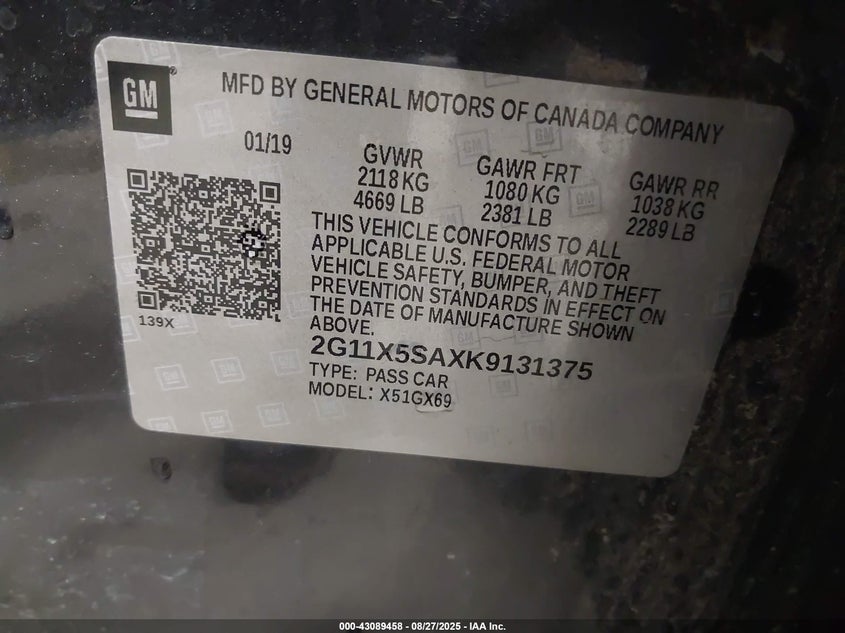 GM
MFD BY GENERAL MOTORS OF CANADA COMPANY
01/19
GVWR
2118 KG
4669 LB
GAWR FRT
1080 KG
2381 LB
GAWR RR
1038 KG
2289 LB
THIS VEHICLE CONFORMS TO ALL
APPLICABLE U.S. FEDERAL MOTOR
VEHICLE SAFETY, BUMPER, AND THEFT
PREVENTION STANDARDS IN EFFECT ON
THE DATE OF MANUFACTURE SHOWN
ABOVE.
139X
2G11X5SAXK9131375
TYPE: PASS CAR
MODEL: X51GX69
000-43089458 - 08/27/2025 - IAA Inc.